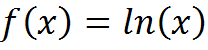 f(x) = ln(x)